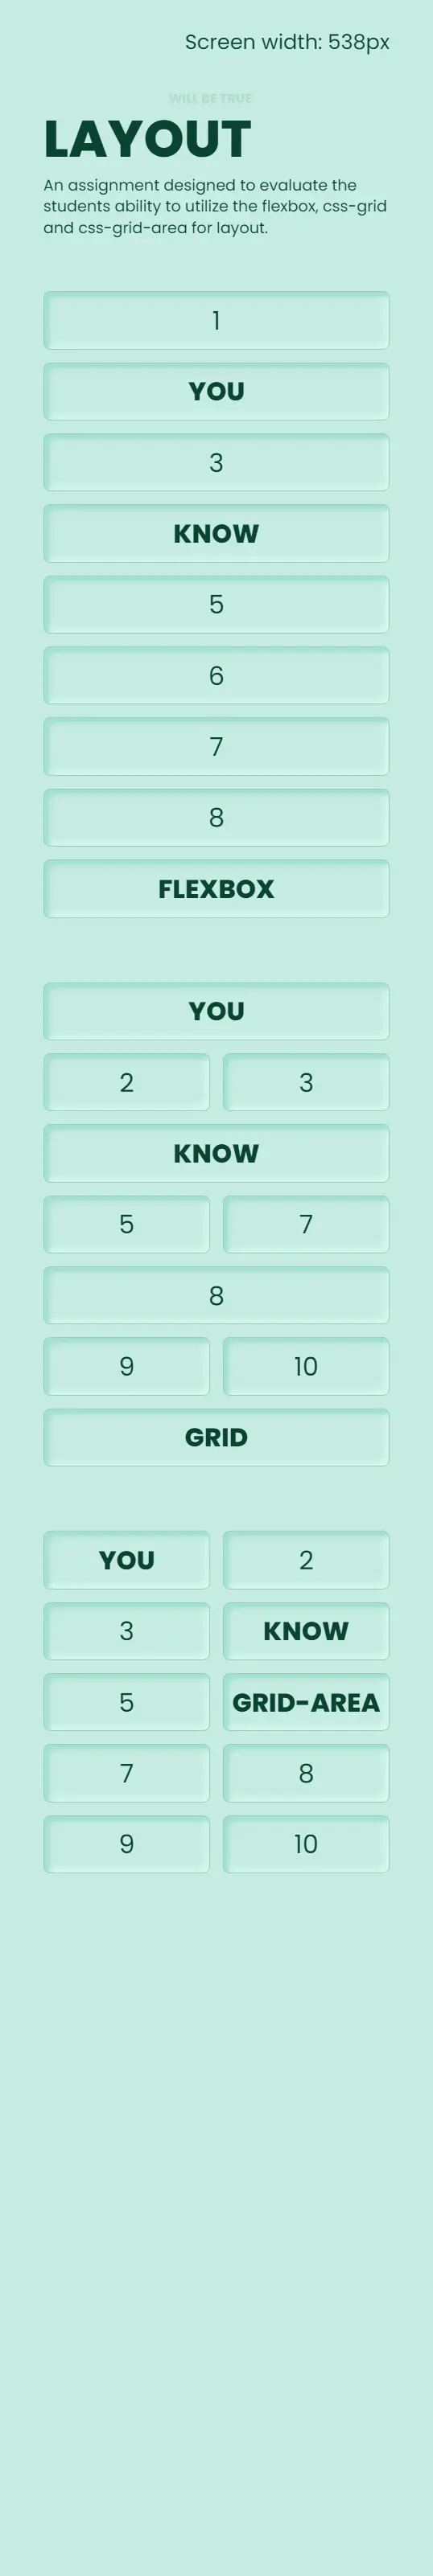 Screen width: 538px
WILL BE TRUE
LAYOUT
An assignment designed to evaluate the
students ability to utilize the flexbox, css-grid
and css-grid-area for layout.
1
YOU
3
KNOW
5
6
7
8
FLEXBOX
YOU
2 3
KNOW
5 7
8
9 10
GRID
YOU 2
3 KNOW
5 GRID-AREA
7 8
9 10